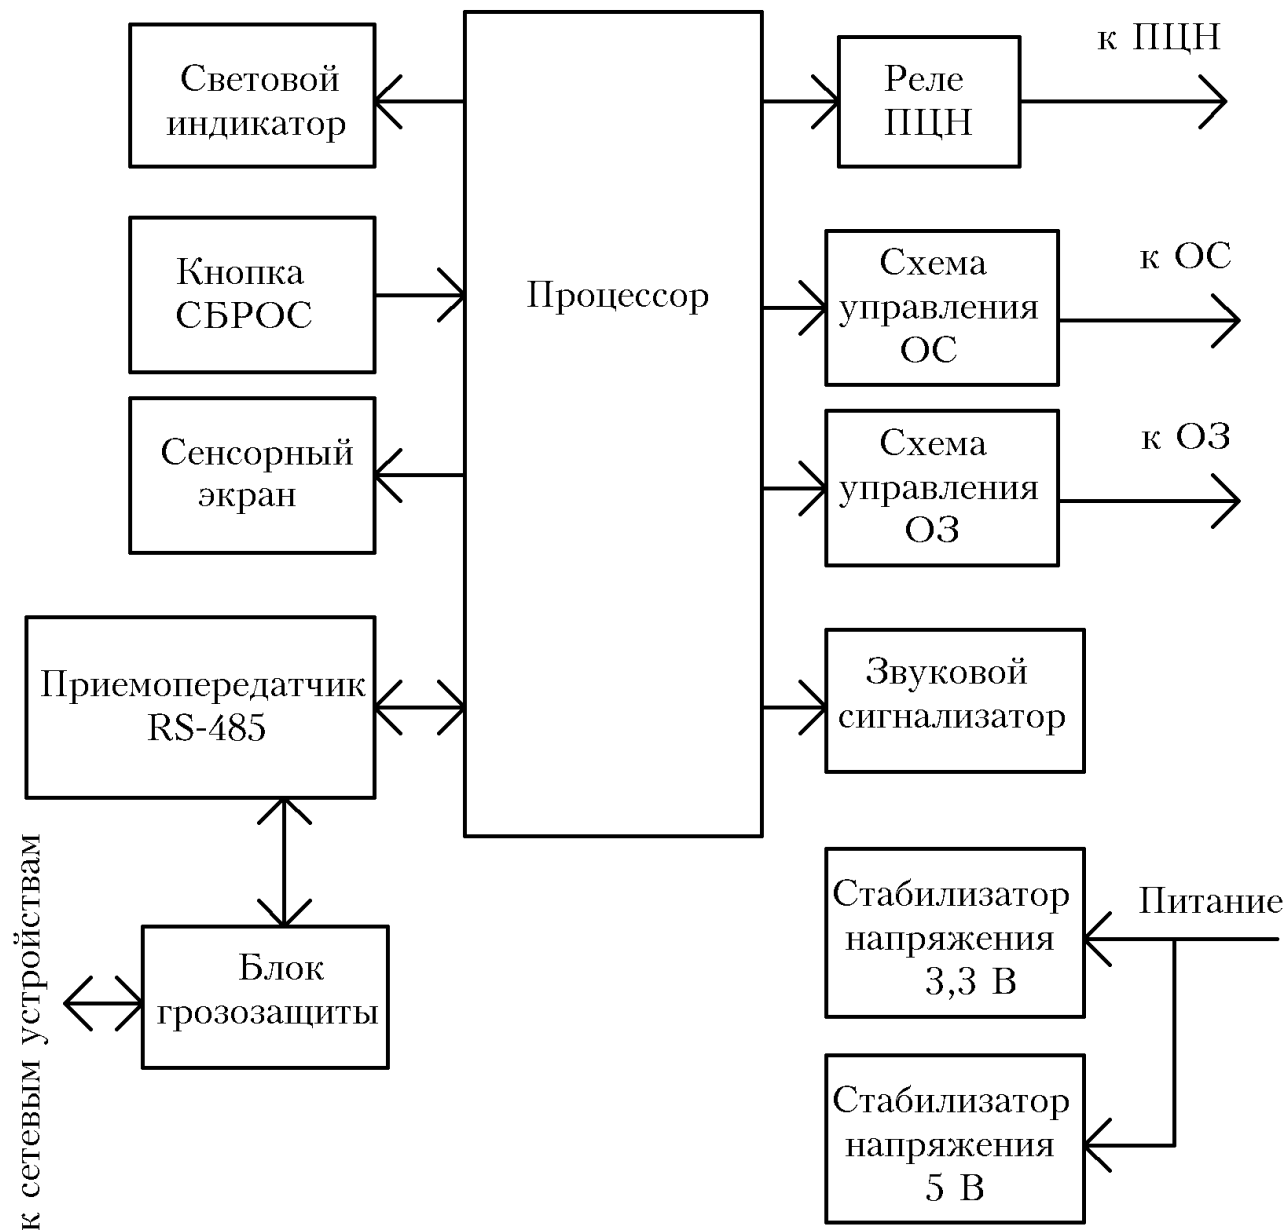 Световой
индикатор
Кнопка
СБРОС
Сенсорный
экран
Приемопередатчик
RS-485
Блок
грозозащиты
к сетевым устройствам
Процессор
Реле
ПЦН
к ПЦН
Схема
управления
ОС
к ОС
Схема
управления
ОЗ
к ОЗ
Звуковой
сигнализатор
Стабилизатор
напряжения
3,3 В
Питание
Стабилизатор
напряжения
5 В